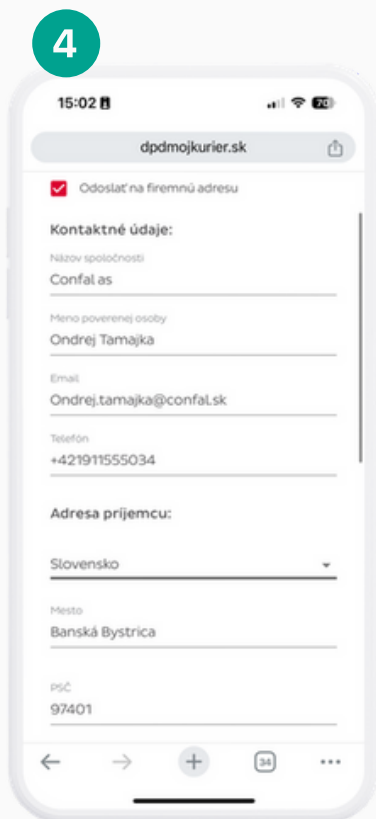 4
15:02
70
dpdmojkurier.sk
Odoslať na firemnú adresu
Kontaktné údaje:
Názov spoločnosti
Confal as
Meno poverenej osoby
Ondrej Tamajka
Email
Ondrej.tamajka@confal.sk
Telefón
+421911555034
Adresa príjemcu:
Slovensko
Mesto
Banská Bystrica
PSČ
97401
34